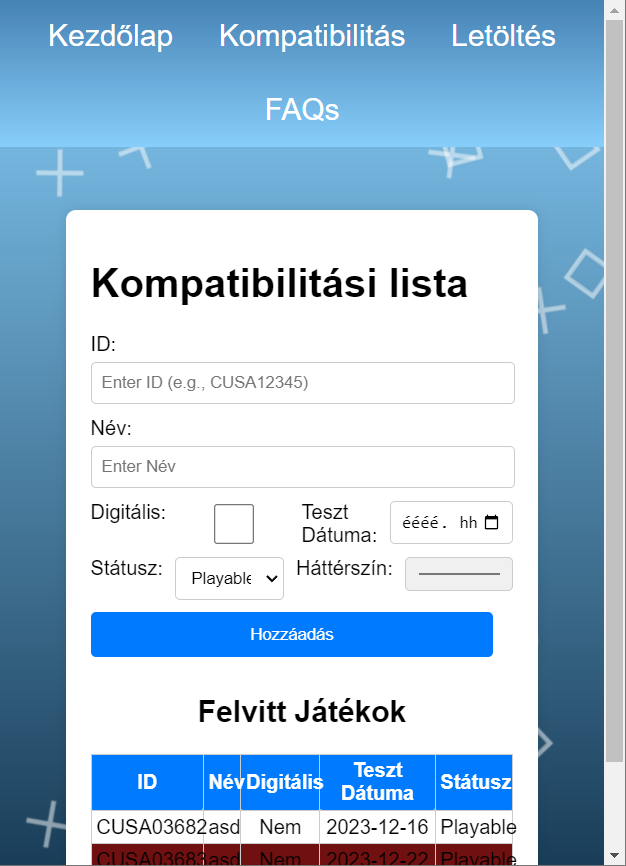 Kezdőlap Kompatibilitás Letöltés
FAQs
Kompatibilitási lista
ID:
Enter ID (e.g., CUSA12345)
Név:
Enter Név
Digitális: Teszt Dátuma: éééé. hh
Státusz: Playable Háttérszín:
Hozzáadás
Felvitt Játékok
ID Név Digitális Teszt Dátuma Státusz
CUSA03682 asd Nem 2023-12-16 Playable
CUSA03683 asd Nem 2023-12-22 Playable